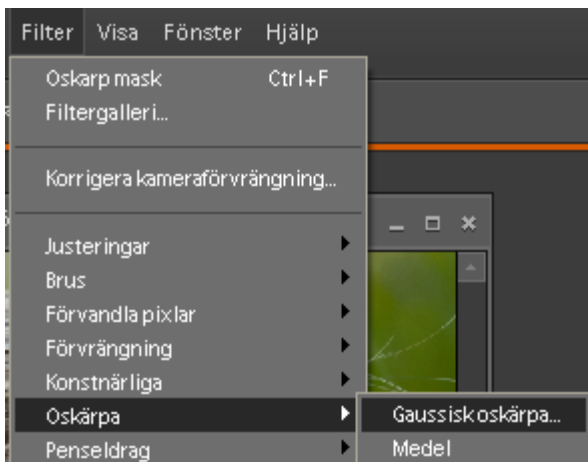 Filter Visa Fönster Hjälp
Oskarp mask Ctrl+F
Filtergalleri...
Korrigera kameraförvrängning...
Justeringar
Brus
Förvandla pixlar
Förvrängning
Konstnärliga
Oskärpa
Gaussisk oskärpa...
Penseldrag
Medel